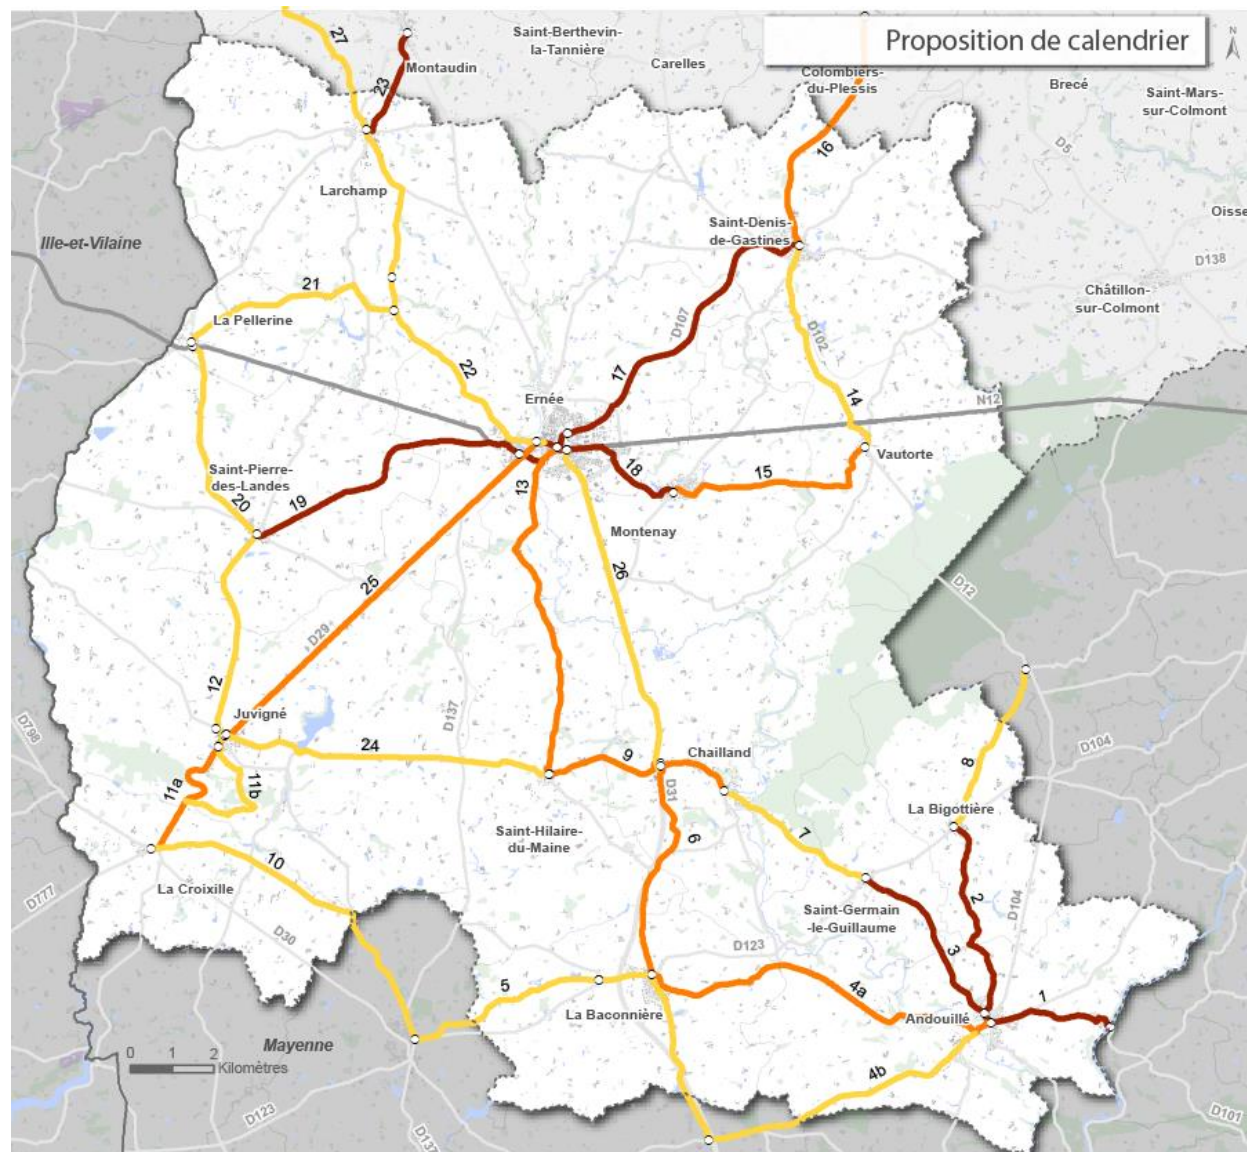 Proposition de calendrier
N
27
Saint-Berthevin-
la-Tannière
Carelles
Montaudin
23
Colombiers-
du-Plessis
Brecé
Saint-Mars-
sur-Colmont
D5
16
Larchamp
Saint-Denis-
de-Gastines
Oisse
Ille-et-Vilaine
D138
21
Châtillon-
sur-Colmont
La Pellerine
D107
D102
22
17
Ernée
14
N12
Vautorte
Saint-Pierre-
des-Landes
18
15
20
19
13
Montenay
26
25
D12
D29
12
Juvigné
D137
D798
24
9
Chailland
D104
11a
11b
D31
8
La Bigottière
Saint-Hilaire-
du-Maine
6
7
10
La Croixille
D777
2
D104
Saint-Germain
-le-Guillaume
D30
D123
3
4a
5
1
La Baconnière
Andouillé
Mayenne
0 1 2
Kilomètres
4b
D123
D137
D101